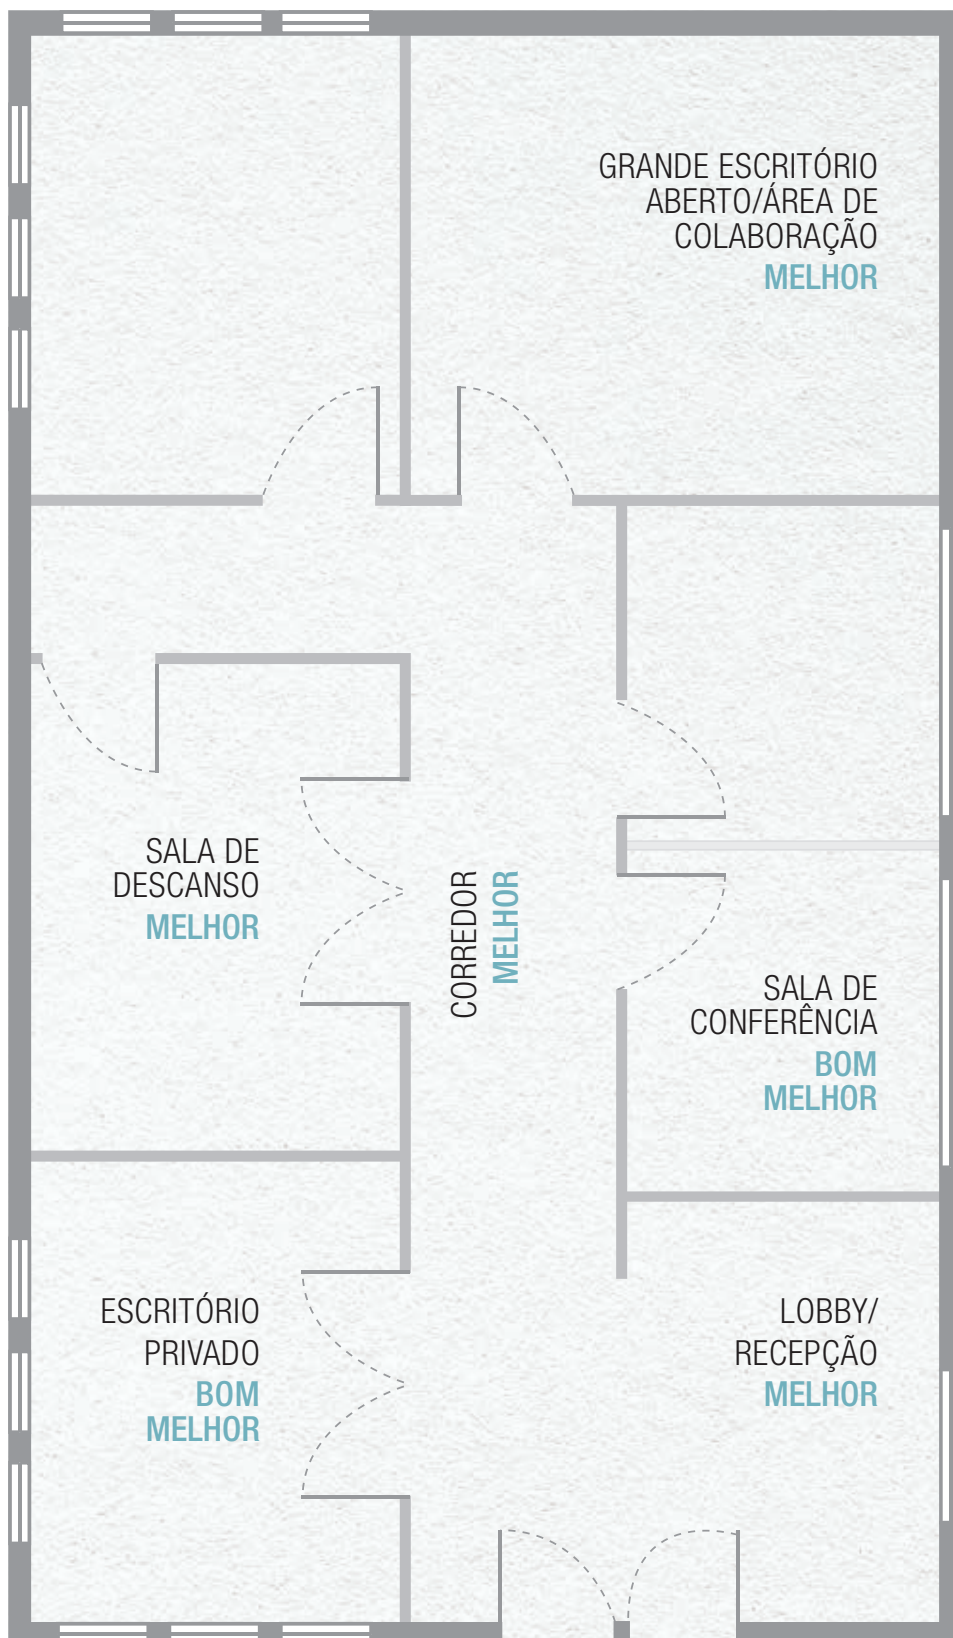 GRANDE ESCRITÓRIO
ABERTO/ÁREA DE
COLABORAÇÃO
MELHOR
SALA DE
DESCANSO
MELHOR
CORREDOR
MELHOR
SALA DE
CONFERÊNCIA
BOM
MELHOR
ESCRITÓRIO
PRIVADO
BOM
MELHOR
LOBBY/
RECEPÇÃO
MELHOR